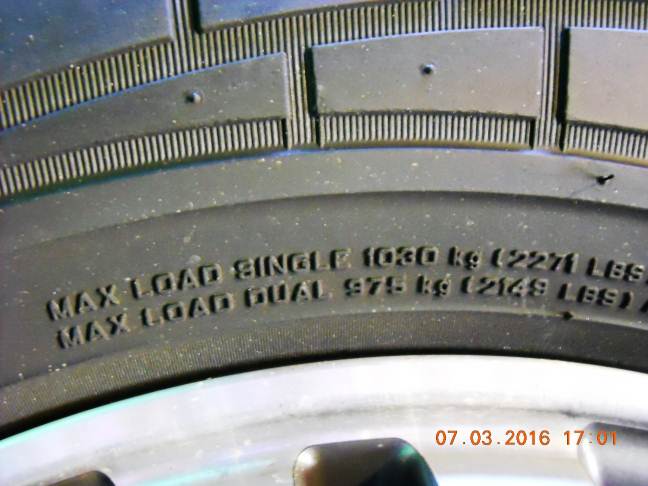 MAX LOAD SINGLE 1030 kg (2271 LBS
MAX LOAD DUAL 975 kg (2149 LBS) A
07.03.2016 17:01